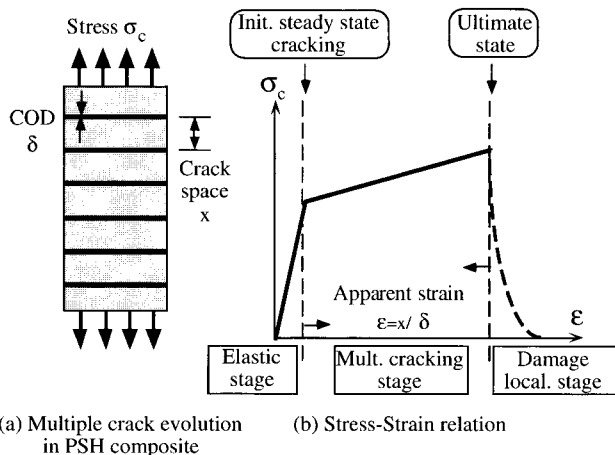 Stress σc
COD
δ
Crack
space
x
Init. steady state
cracking
Ultimate
state
σc
Apparent strain
ε=x/ δ
ε
Elastic
stage
Mult. cracking
stage
Damage
local. stage
(a) Multiple crack evolution
in PSH composite
(b) Stress-Strain relation